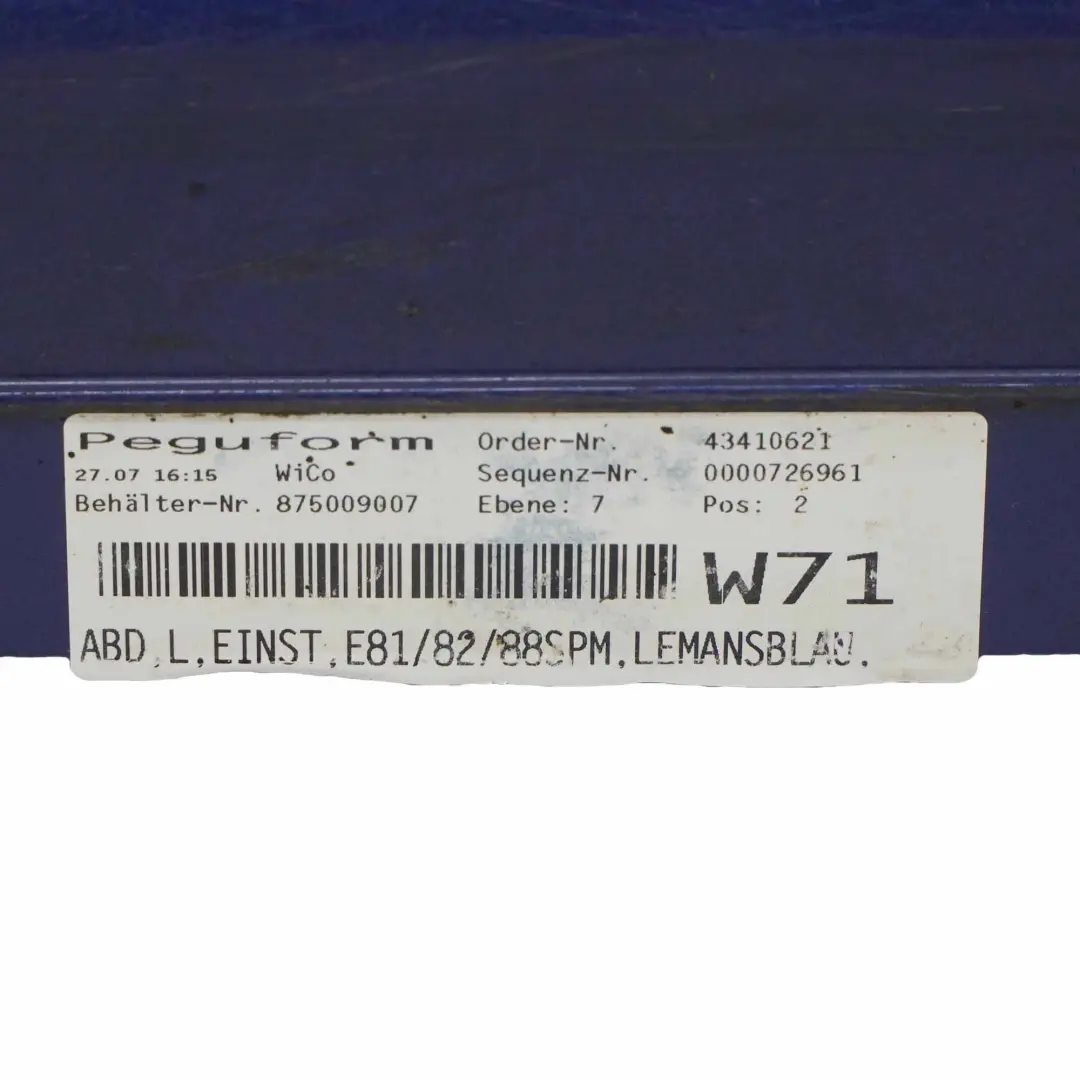 Peguform Order-Nr. 43410621
27.07 16:15 WiCo Sequenz-Nr. 0000726961
Behälter-Nr. 875009007 Ebene: 7 Pos: 2
W71
ABD,L,EINST,E81/82/88SPM,LEMANSBLAU.